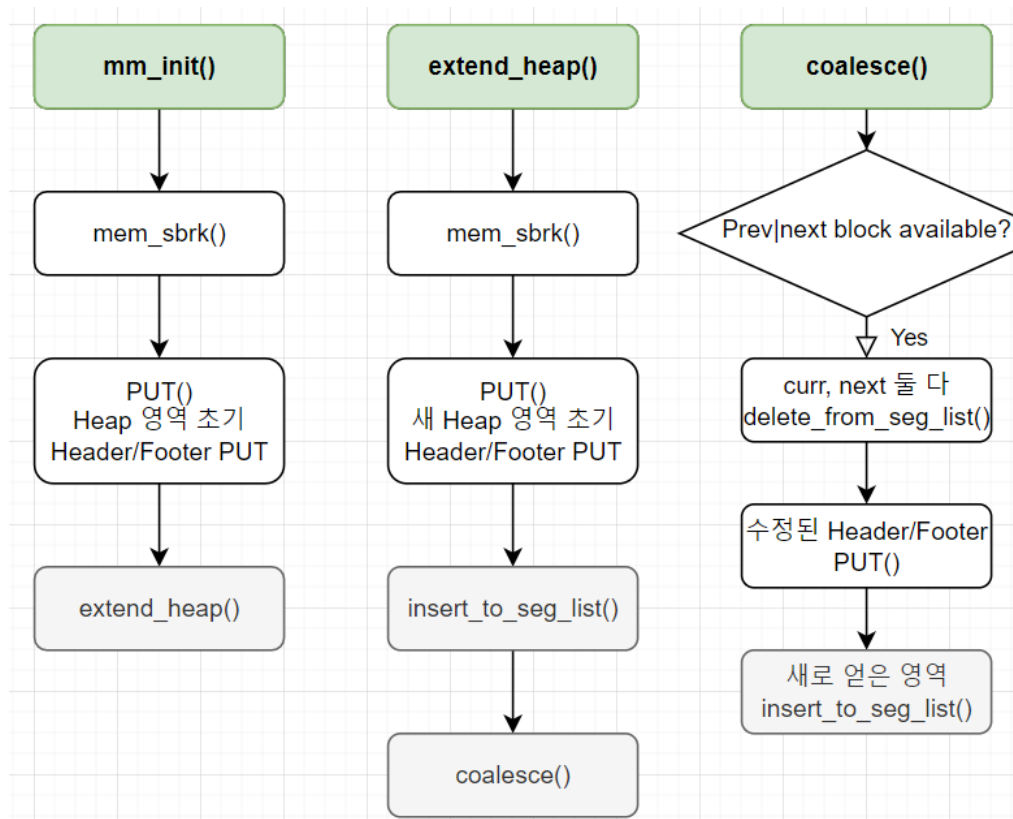 mm_init()
mem_sbrk()
PUT()
Heap 영역 초기
Header/Footer PUT
extend_heap()
extend_heap()
mem_sbrk()
PUT()
새 Heap 영역 초기
Header/Footer PUT
insert_to_seg_list()
coalesce()
coalesce()
Prev|next block available?
Yes
curr, next 둘 다
delete_from_seg_list()
수정된 Header/Footer
PUT()
새로 얻은 영역
insert_to_seg_list()